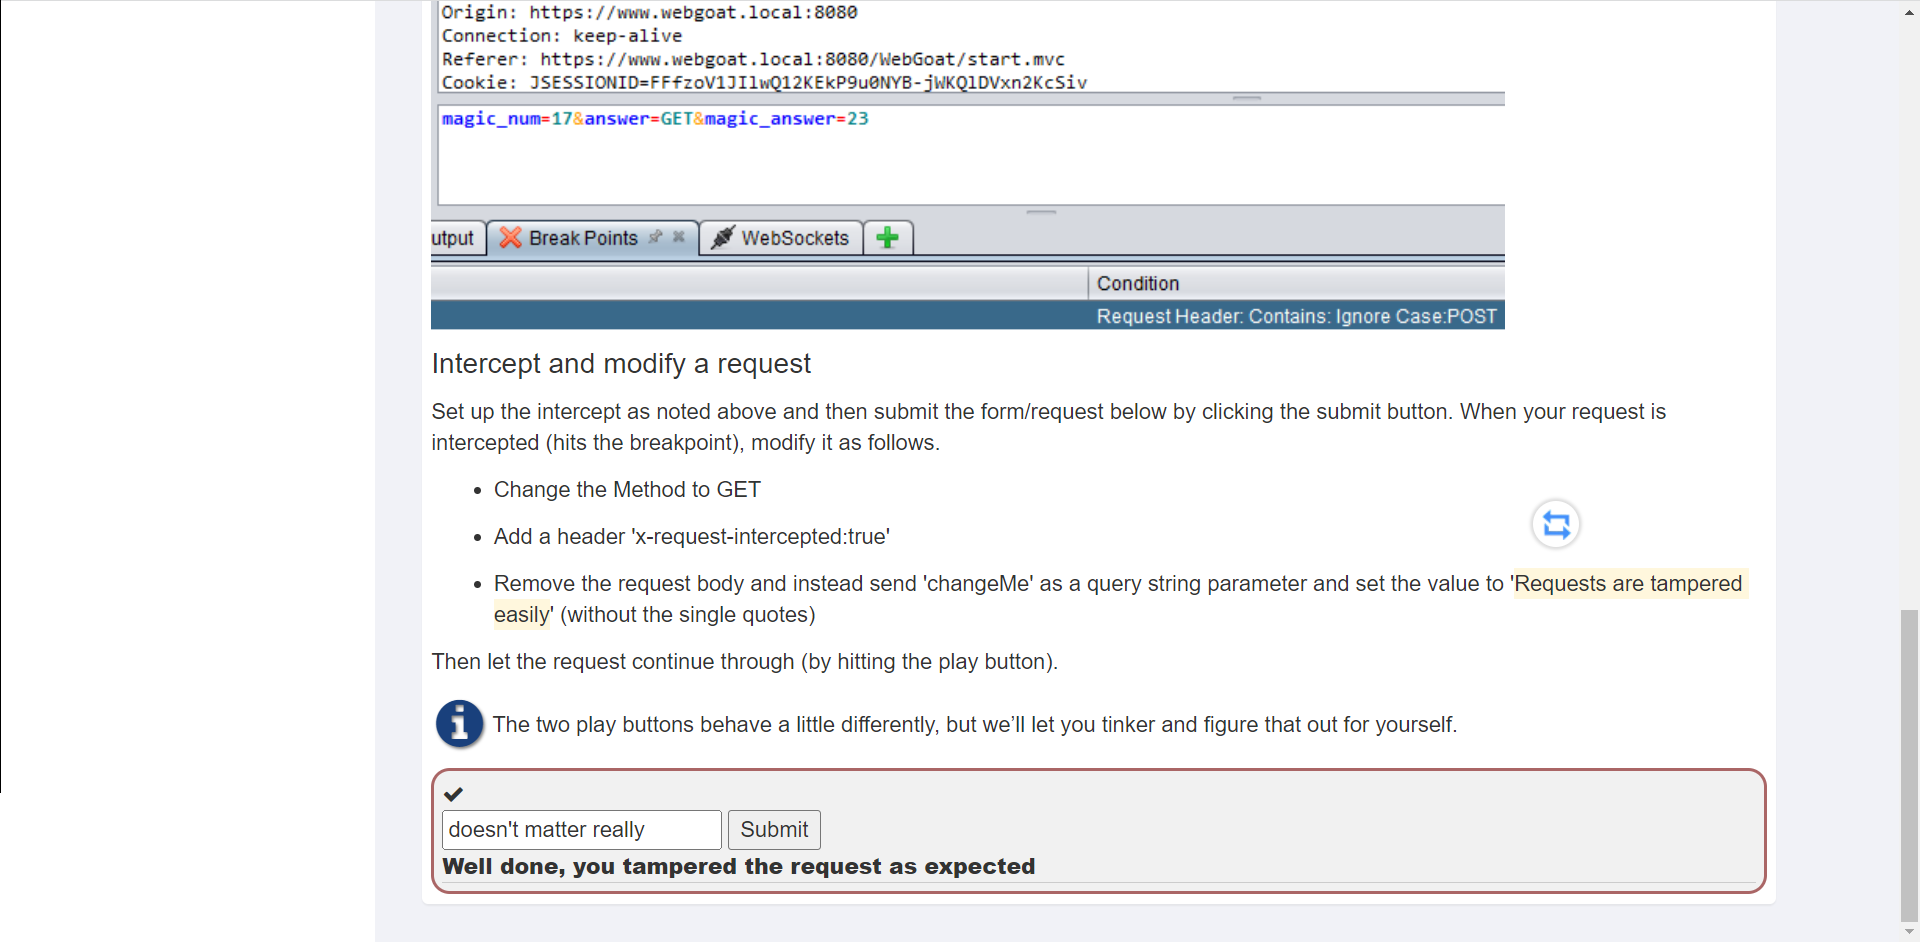 Origin: https://www.webgoat.local:8080
Connection: keep-alive
Referer: https://www.webgoat.local:8080/WebGoat/start.mvc
Cookie: JSESSIONID=FFfzoV1JIlwQ12KEkP9u0NYB-jWKQlDVxn2KcSiv
magic_num=17&answer=GET&magic_answer=23
utput Break Points WebSockets
Condition
Request Header: Contains: Ignore Case:POST
Intercept and modify a request
Set up the intercept as noted above and then submit the form/request below by clicking the submit button. When your request is
intercepted (hits the breakpoint), modify it as follows.
• Change the Method to GET
• Add a header 'x-request-intercepted:true'
• Remove the request body and instead send 'changeMe' as a query string parameter and set the value to 'Requests are tampered
easily' (without the single quotes)
Then let the request continue through (by hitting the play button).
The two play buttons behave a little differently, but we’ll let you tinker and figure that out for yourself.
doesn't matter really Submit
Well done, you tampered the request as expected